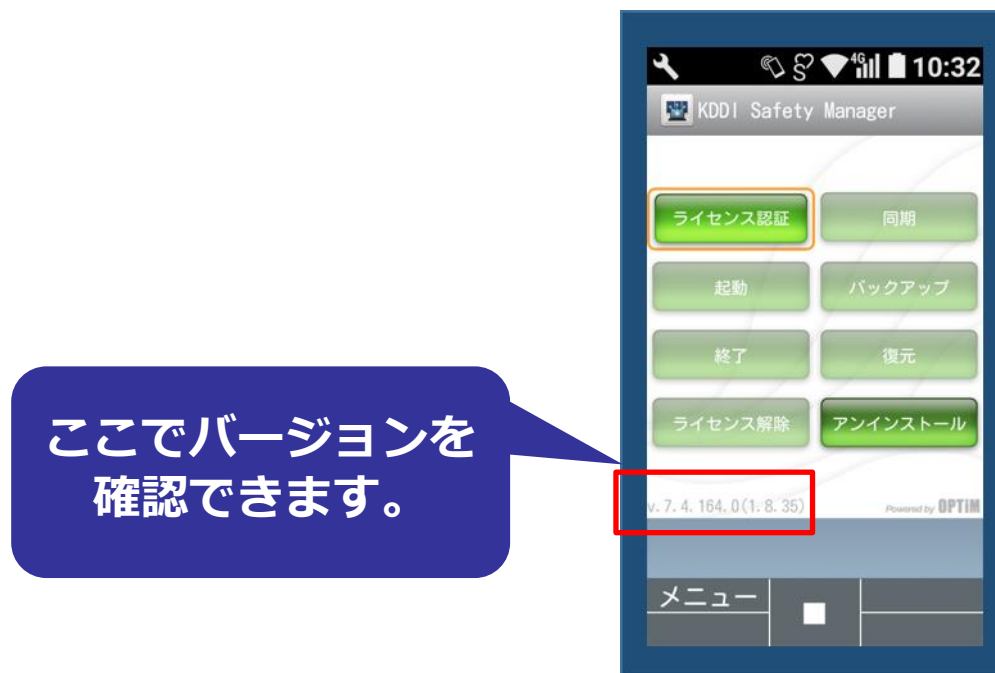 4G 10:32
KDDI Safety Manager
ライセンス認証 同期
起動 バックアップ
終了 復元
ライセンス解除 アンインストール
ここでバージョンを
確認できます。
v.7.4.164.0(1.8.35) Powered by OPTiM
メニュー